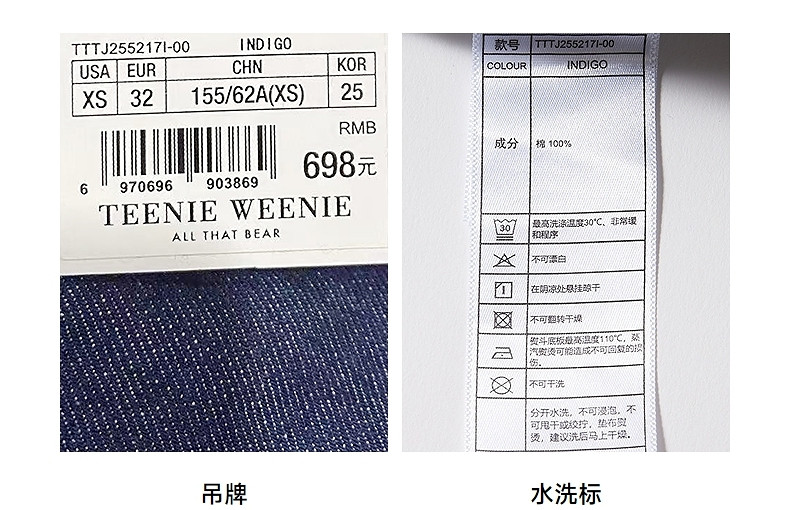 TTTJ255217I-00 INDIGO
USA EUR CHN KOR
XS 32 155/62A(XS) 25
RMB
698元
6 970696 903869
TEENIE WEENIE
ALL THAT BEAR
款号 TTTJ255217I-00
COLOUR INDIGO
成分 棉 100%
30 最高洗涤温度30℃，非常缓
和程序
不可漂白
在阴凉处悬挂晾干
不可翻转干燥
熨斗底板最高温度110℃，蒸
汽熨烫可能造成不可回复的损
伤。
不可干洗
分开水洗，不可浸泡，不
可甩干或绞拧，垫布熨
烫，建议洗后马上干燥。
吊牌
水洗标